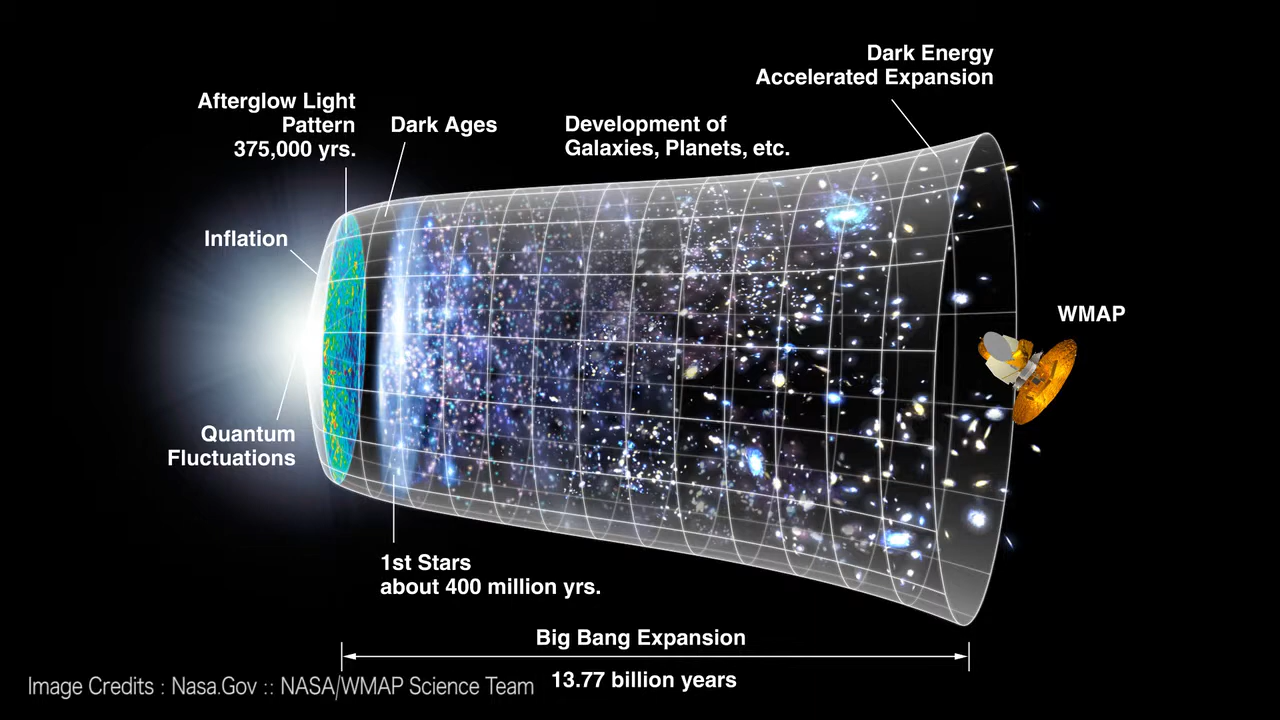 Dark Energy
Accelerated Expansion
Afterglow Light
Pattern
375,000 yrs.
Dark Ages
Development of
Galaxies, Planets, etc.
Inflation
WMAP
Quantum
Fluctuations
1st Stars
about 400 million yrs.
Big Bang Expansion
13.77 billion years
Image Credits : Nasa.Gov :: NASA/WMAP Science Team